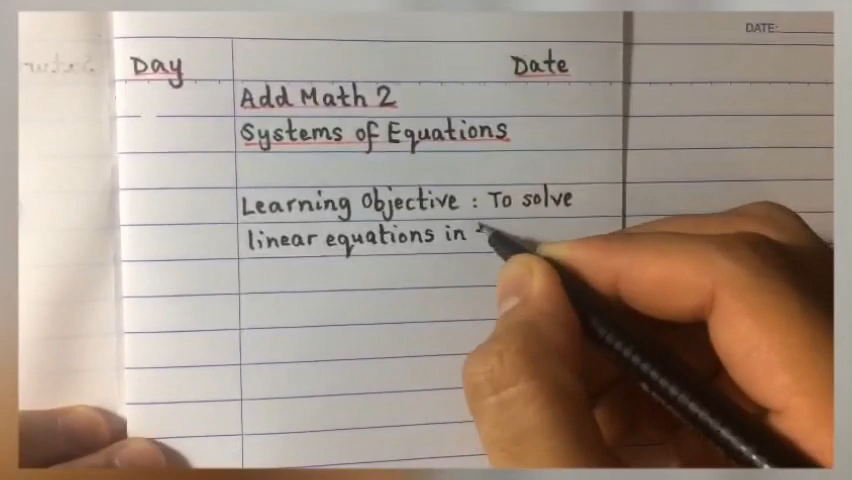 DATE:
Day Date
Add Math 2
Systems of Equations
Learning Objective : To solve
linear equations in